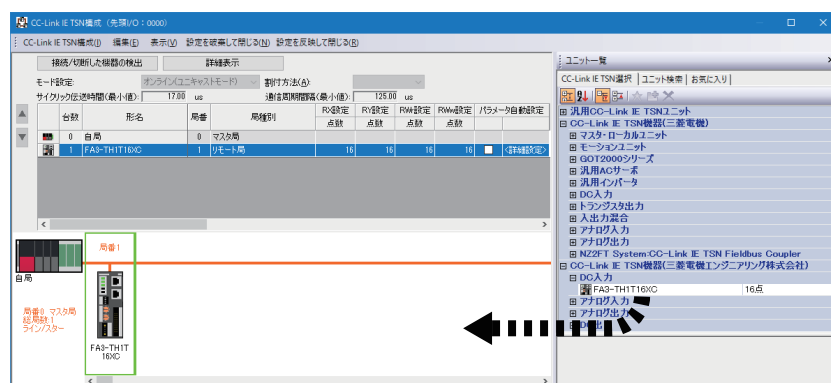 CC-Link IE TSN構成（先頭I/O：0000）
CC-Link IE TSN構成(I) 編集(E) 表示(V) 設定を破棄して閉じる(N) 設定を反映して閉じる(R)
接続/切断した機器の検出 詳細表示
モード設定: オンライン(ユニキャストモード) 割付方法(A):
サイクリック伝送時間(最小値): 17.00 us 通信周期間隔(最小値): 125.00 us
台数 形名 局番 局種別 RX設定 RY設定 RWr設定 RWw設定 パラメータ自動設定
点数 点数 点数 点数
0 自局 0 マスタ局
1 FA3-TH1T16XC 1 リモート局 16 16 16 16 <詳細設定>
局番1
自局
局番0 マスタ局
総局数:1
ライン/スター
FA3-TH1T
16XC
ユニット一覧
CC-Link IE TSN選択 ユニット検索 お気に入り
汎用CC-Link IE TSNユニット
CC-Link IE TSN機器(三菱電機)
マスタ・ローカルユニット
モーションユニット
GOT2000シリーズ
汎用ACサーボ
汎用インバータ
DC入力
トランジスタ出力
入出力混合
アナログ入力
アナログ出力
NZ2FT System:CC-Link IE TSN Fieldbus Coupler
CC-Link IE TSN機器(三菱電機エンジニアリング株式会社)
DC入力
FA3-TH1T16XC 16点
アナログ入力
アナログ出力